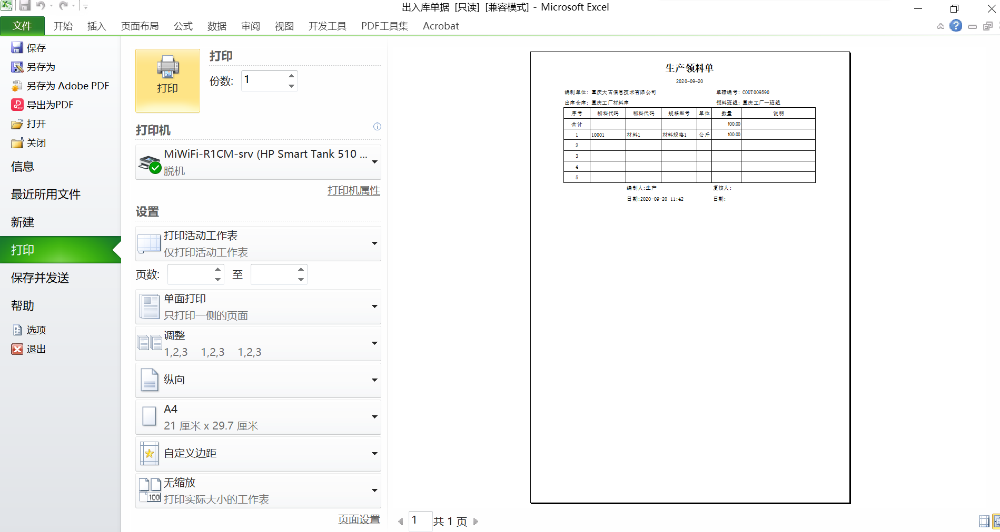 出入库单据 [只读] [兼容模式] - Microsoft Excel
文件 开始 插入 页面布局 公式 数据 审阅 视图 开发工具 PDF工具集 Acrobat
保存
另存为
另存为 Adobe PDF
导出为PDF
打开
关闭
信息
最近所用文件
新建
打印
保存并发送
帮助
选项
退出
打印
打印
份数: 1
打印机
MiWiFi-R1CM-srv (HP Smart Tank 510 ...
脱机
打印机属性
设置
打印活动工作表
仅打印活动工作表
页数: 至
单面打印
只打印一侧的页面
调整
1,2,3 1,2,3 1,2,3
纵向
A4
21 厘米 x 29.7 厘米
自定义边距
100
无缩放
打印实际大小的工作表
页面设置
生产领料单
2020-09-20
编制单位: 重庆大古信息技术有限公司 单据编号: COUT009590
出库仓库: 重庆工厂材料库 领料班组: 重庆工厂一班组
序号 物料代码 物料代码 规格型号 单位 数量 说明
合计 100.00
1 10001 材料1 材料规格1 公斤 100.00
2
3
4
5
编制人:生产 复核人:
日期:2020-09-20 11:42 日期:
1 共 1 页